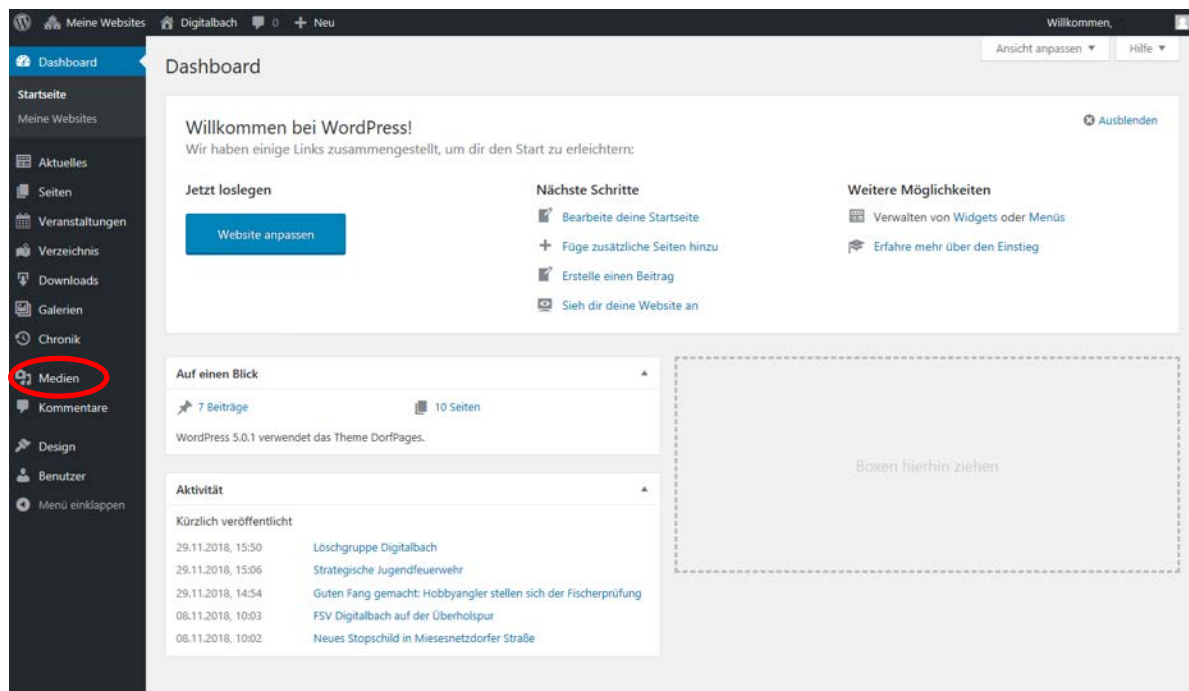 Meine Websites Digitalbach 0 Neu Willkommen,
Ansicht anpassen Hilfe
Dashboard
Startseite
Meine Websites
Aktuelles
Seiten
Veranstaltungen
Verzeichnis
Downloads
Galerien
Chronik
Medien
Kommentare
Design
Benutzer
Menü einklappen
Dashboard
Willkommen bei WordPress!
Ausblenden
Wir haben einige Links zusammengestellt, um dir den Start zu erleichtern:
Jetzt loslegen
Website anpassen
Nächste Schritte
Bearbeite deine Startseite
Füge zusätzliche Seiten hinzu
Erstelle einen Beitrag
Sieh dir deine Website an
Weitere Möglichkeiten
Verwalten von Widgets oder Menüs
Erfahre mehr über den Einstieg
Auf einen Blick
7 Beiträge 10 Seiten
WordPress 5.0.1 verwendet das Theme DorfPages.
Aktivität
Kürzlich veröffentlicht
29.11.2018, 15:50 Löschgruppe Digitalbach
29.11.2018, 15:06 Strategische Jugendfeuerwehr
29.11.2018, 14:54 Guten Fang gemacht: Hobbyangler stellen sich der Fischerprüfung
08.11.2018, 10:03 FSV Digitalbach auf der Überholspur
08.11.2018, 10:02 Neues Stopschild in Miesesnetzdorfer Straße
Boxen hierhin ziehen